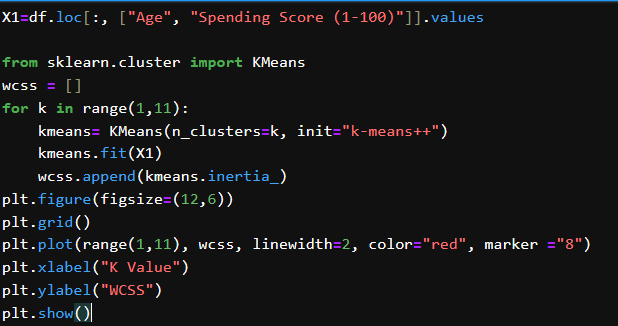 X1=df.loc[:, ["Age", "Spending Score (1-100)"]].values

from sklearn.cluster import KMeans
wcss = []
for k in range(1,11):
    kmeans= KMeans(n_clusters=k, init="k-means++")
    kmeans.fit(X1)
    wcss.append(kmeans.inertia_)
plt.figure(figsize=(12,6))
plt.grid()
plt.plot(range(1,11), wcss, linewidth=2, color="red", marker ="8")
plt.xlabel("K Value")
plt.ylabel("WCSS")
plt.show()